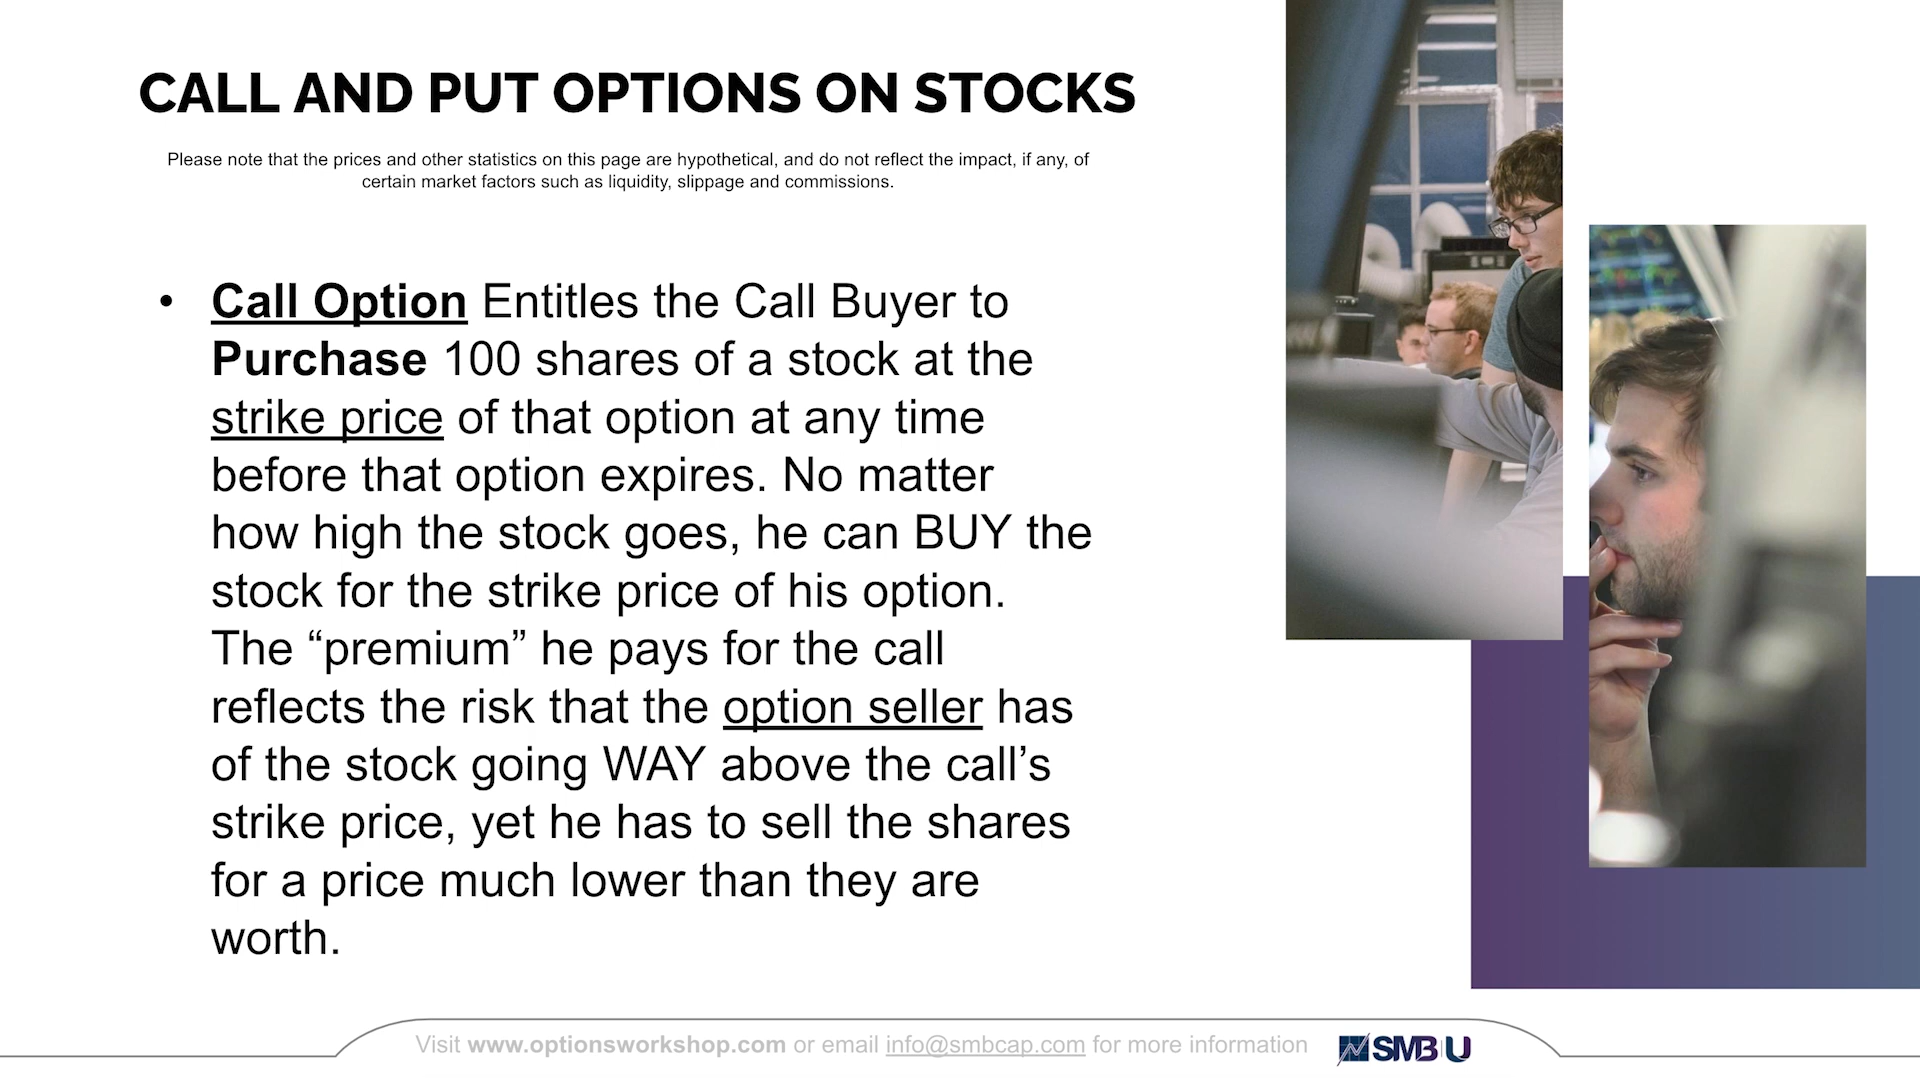 CALL AND PUT OPTIONS ON STOCKS
Please note that the prices and other statistics on this page are hypothetical, and do not reflect the impact, if any, of
certain market factors such as liquidity, slippage and commissions.
• Call Option Entitles the Call Buyer to
Purchase 100 shares of a stock at the
strike price of that option at any time
before that option expires. No matter
how high the stock goes, he can BUY the
stock for the strike price of his option.
The “premium” he pays for the call
reflects the risk that the option seller has
of the stock going WAY above the call’s
strike price, yet he has to sell the shares
for a price much lower than they are
worth.
Visit www.optionsworkshop.com or email info@smbcap.com for more information
SMB U